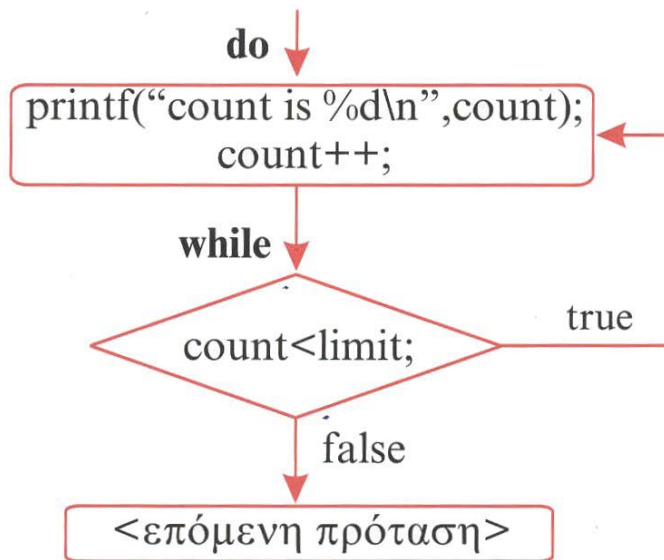 do
printf(“count is %d\n”,count);
count++;
while
count<limit;
true
false
<επόμενη πρόταση>